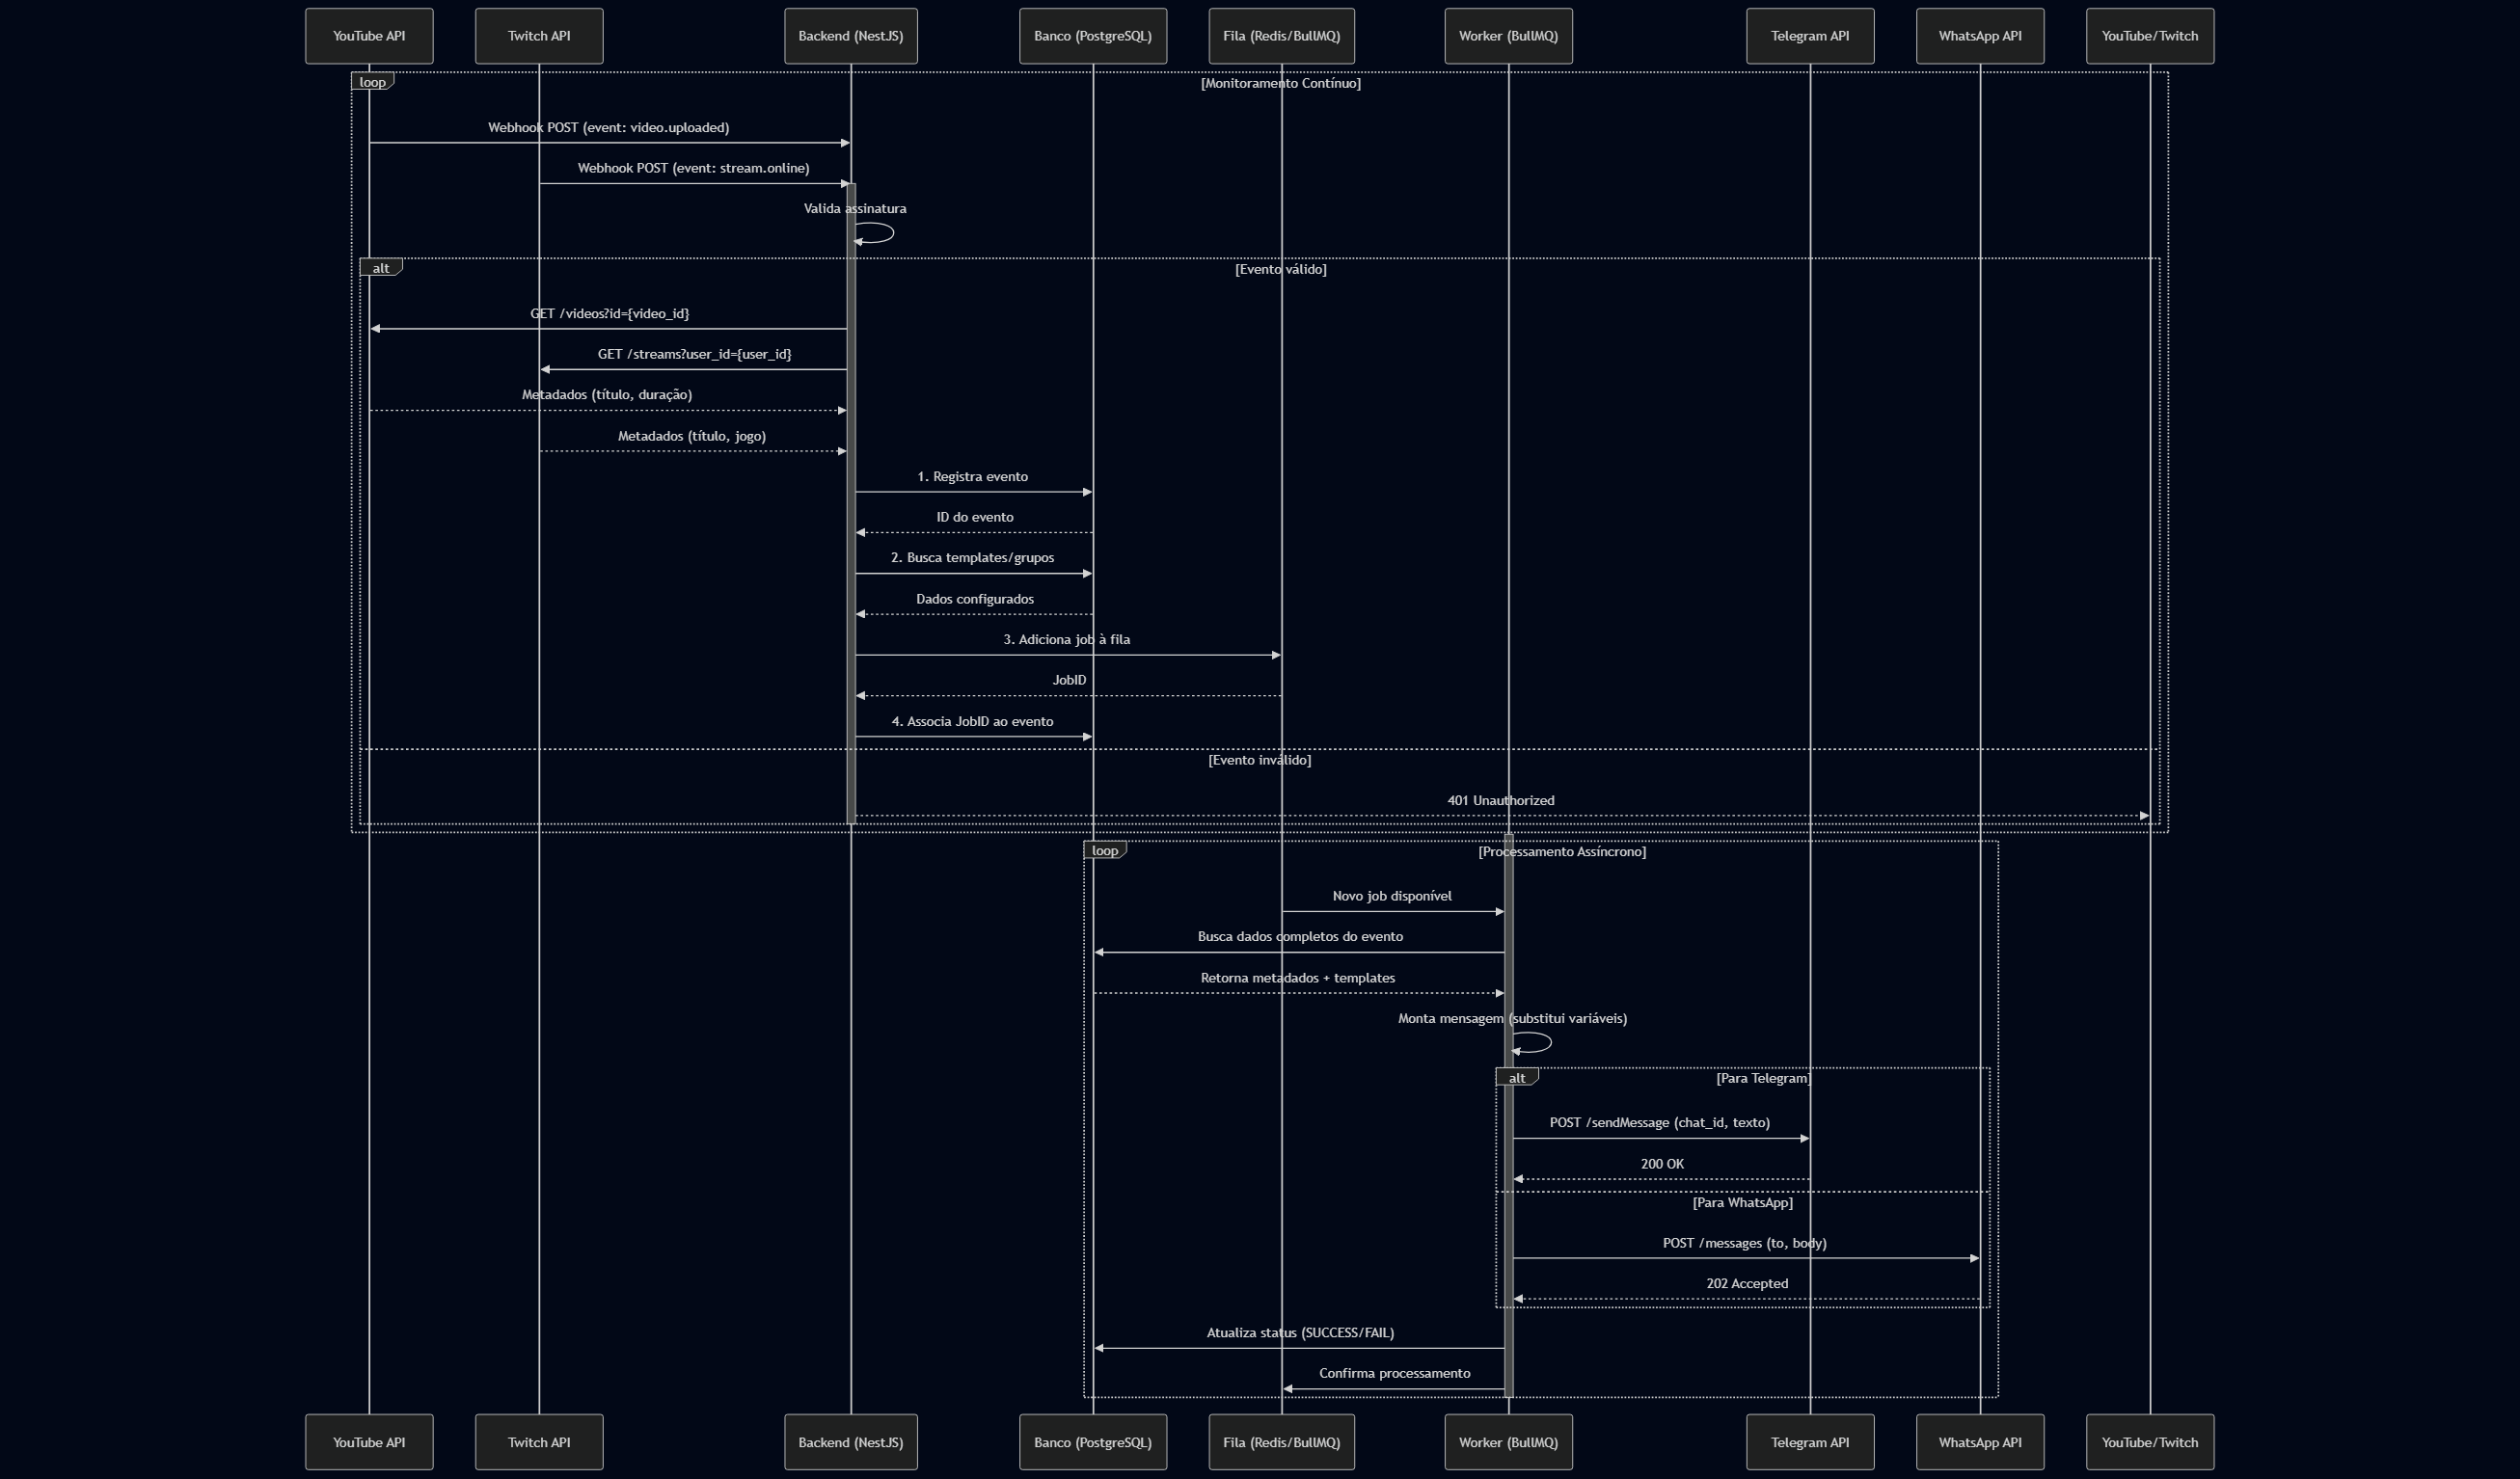 YouTube API
Twitch API
Backend (NestJS)
Banco (PostgreSQL)
Fila (Redis/BullMQ)
Worker (BullMQ)
Telegram API
WhatsApp API
YouTube/Twitch
loop
[Monitoramento Contínuo]
Webhook POST (event: video.uploaded)
Webhook POST (event: stream.online)
Valida assinatura
alt
[Evento válido]
GET /videos?id={video_id}
GET /streams?user_id={user_id}
Metadados (título, duração)
Metadados (título, jogo)
1. Registra evento
ID do evento
2. Busca templates/grupos
Dados configurados
3. Adiciona job à fila
JobID
4. Associa JobID ao evento
[Evento inválido]
401 Unauthorized
loop
[Processamento Assíncrono]
Novo job disponível
Busca dados completos do evento
Retorna metadados + templates
Monta mensagem (substitui variáveis)
alt
[Para Telegram]
POST /sendMessage (chat_id, texto)
200 OK
[Para WhatsApp]
POST /messages (to, body)
202 Accepted
Atualiza status (SUCCESS/FAIL)
Confirma processamento
YouTube API
Twitch API
Backend (NestJS)
Banco (PostgreSQL)
Fila (Redis/BullMQ)
Worker (BullMQ)
Telegram API
WhatsApp API
YouTube/Twitch